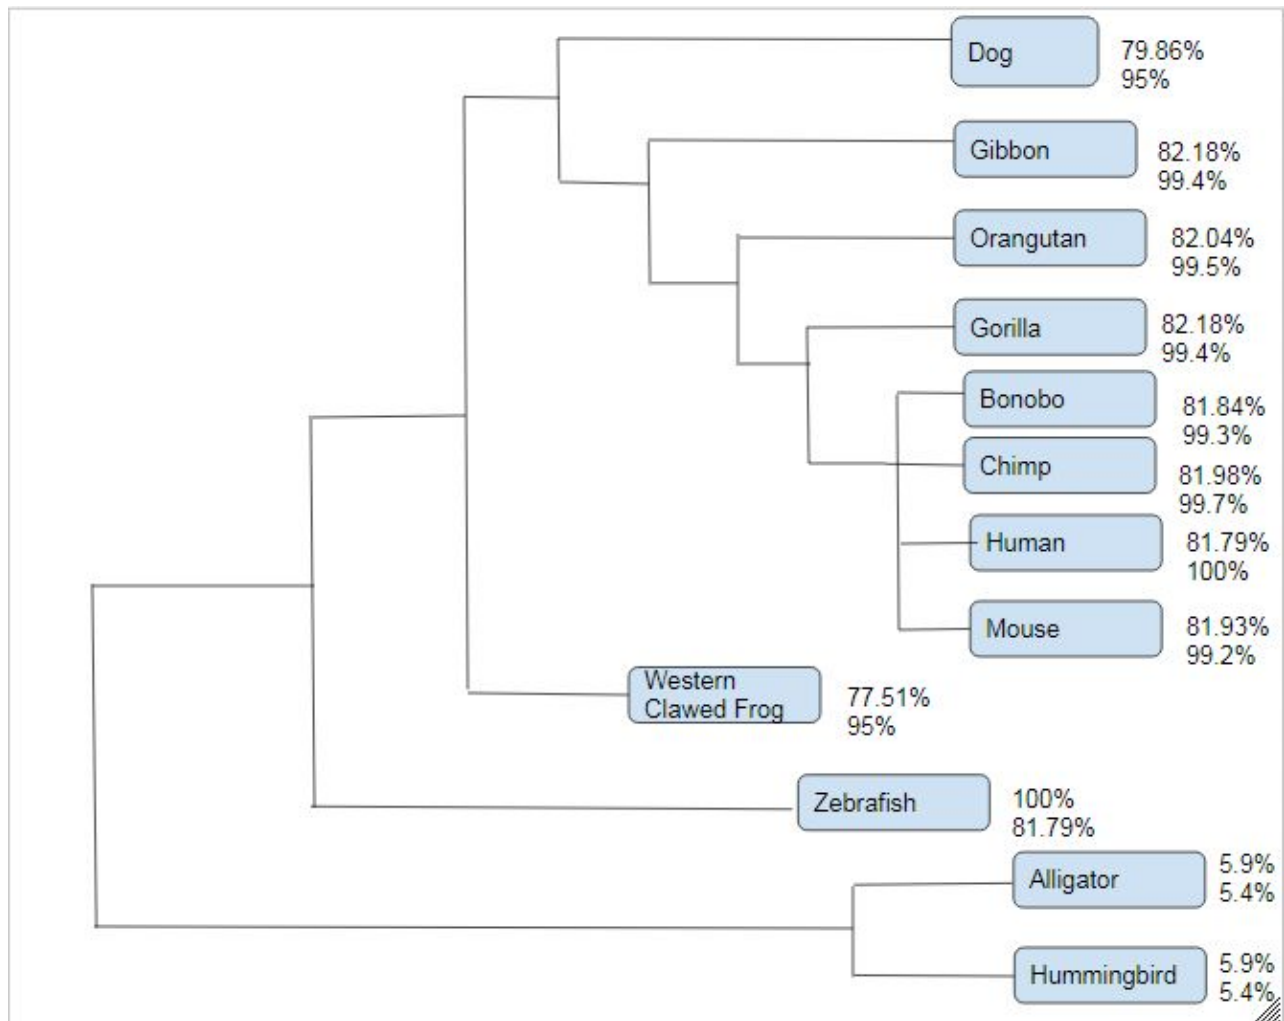 Dog
79.86%
95%
Gibbon
82.18%
99.4%
Orangutan
82.04%
99.5%
Gorilla
82.18%
99.4%
Bonobo
81.84%
99.3%
Chimp
81.98%
99.7%
Human
81.79%
100%
Mouse
81.93%
99.2%
Western
Clawed Frog
77.51%
95%
Zebrafish
100%
81.79%
Alligator
5.9%
5.4%
Hummingbird
5.9%
5.4%